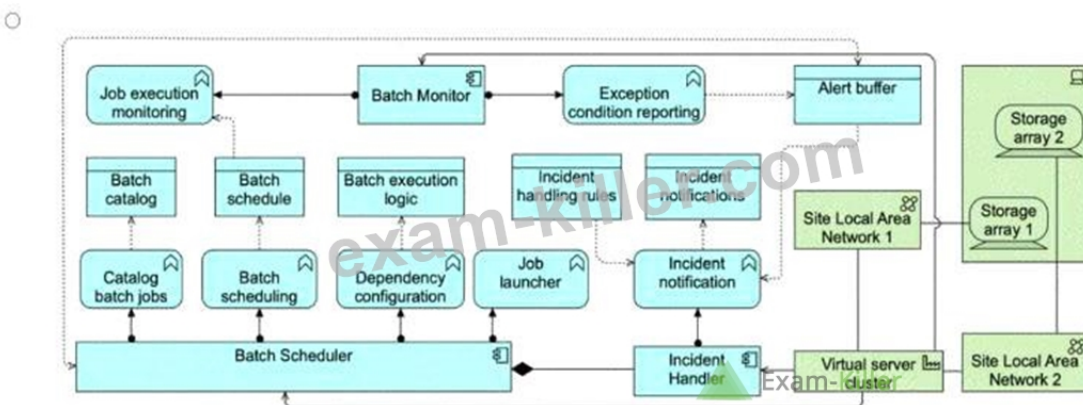 Job execution
monitoring
Batch Monitor
Exception
condition reporting
Alert buffer
Storage
array 2
Batch
catalog
Batch
schedule
Batch execution
logic
Incident
handling rules
Incident
notifications
Site Local Area
Network 1
Storage
array 1
exam-killer.com
Catalog
batch jobs
Batch
scheduling
Dependency
configuration
Job
launcher
Incident
notification
Batch Scheduler
Incident
Handler
Virtual server
cluster
Site Local Area
Network 2
Exam-Killer